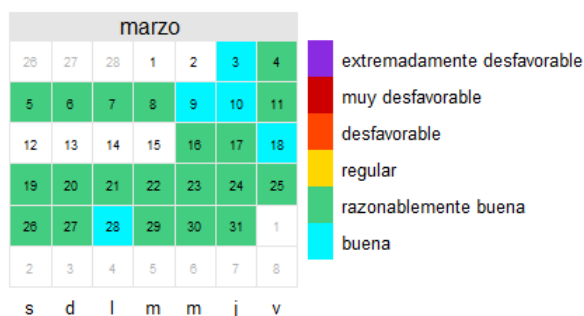 marzo
26 27 28 1 2 3 4
5 6 7 8 9 10 11
12 13 14 15 16 17 18
19 20 21 22 23 24 25
26 27 28 29 30 31 1
2 3 4 5 6 7 8
s d l m m j v
extremadamente desfavorable
muy desfavorable
desfavorable
regular
razonablemente buena
buena